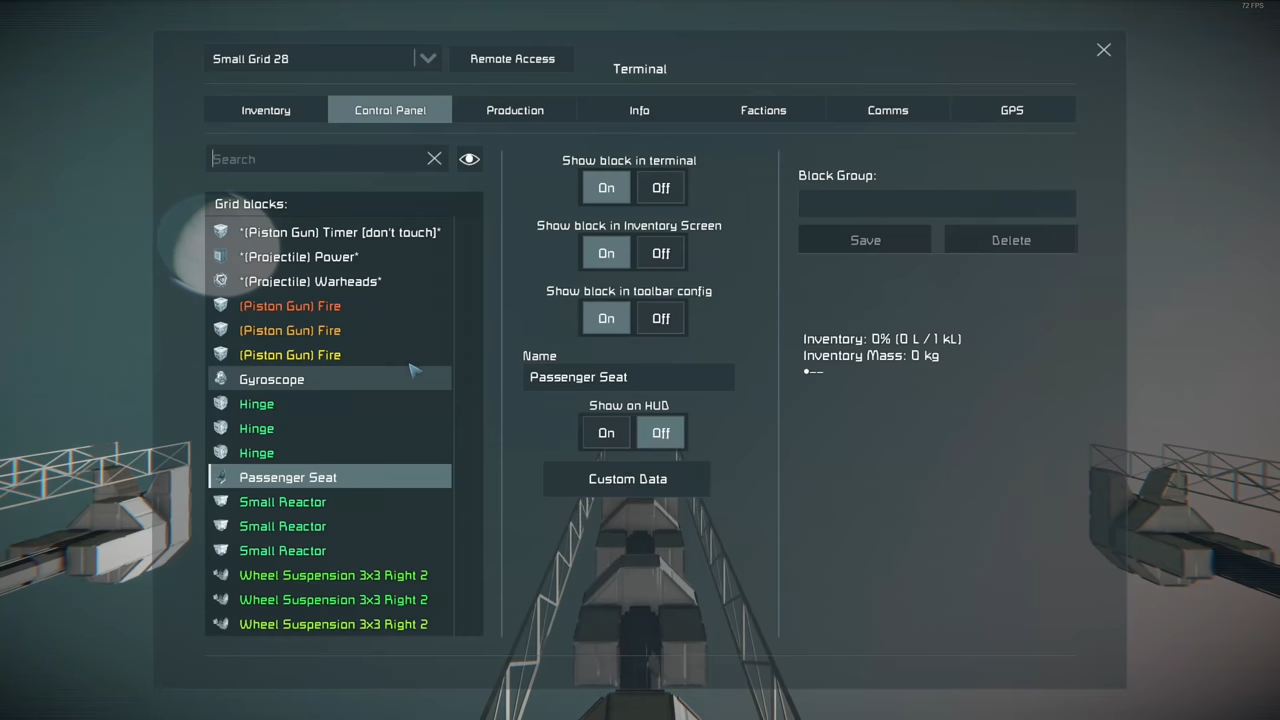 72 FPS
Small Grid 28
Remote Access
Terminal
Inventory
Control Panel
Production
Info
Factions
Comms
GPS
Search
Grid blocks:
*(Piston Gun) Timer [don't touch]*
*(Projectile) Power*
*(Projectile) Warheads*
(Piston Gun) Fire
(Piston Gun) Fire
(Piston Gun) Fire
Gyroscope
Hinge
Hinge
Hinge
Passenger Seat
Small Reactor
Small Reactor
Small Reactor
Wheel Suspension 3x3 Right 2
Wheel Suspension 3x3 Right 2
Wheel Suspension 3x3 Right 2
Show block in terminal
On Off
Show block in Inventory Screen
On Off
Show block in toolbar config
On Off
Name
Passenger Seat
Show on HUD
On Off
Custom Data
Block Group:
Save
Delete
Inventory: 0% (0 L / 1 kL)
Inventory Mass: 0 kg